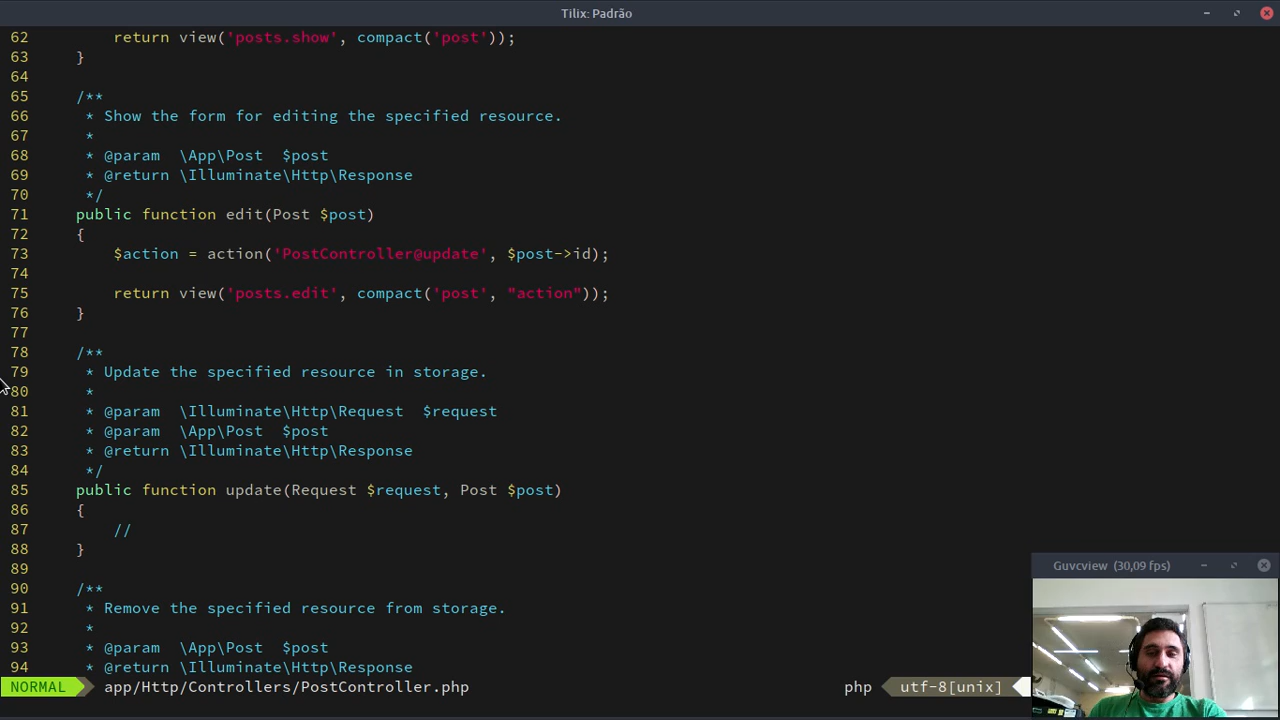 Tilix: Padrão
62 return view('posts.show', compact('post'));
63 }
64
65 /**
66 * Show the form for editing the specified resource.
67 *
68 * @param \App\Post $post
69 * @return \Illuminate\Http\Response
70 */
71 public function edit(Post $post)
72 {
73 $action = action('PostController@update', $post->id);
74
75 return view('posts.edit', compact('post', "action"));
76 }
77
78 /**
79 * Update the specified resource in storage.
80 *
81 * @param \Illuminate\Http\Request $request
82 * @param \App\Post $post
83 * @return \Illuminate\Http\Response
84 */
85 public function update(Request $request, Post $post)
86 {
87 //
88 }
89
90 /**
91 * Remove the specified resource from storage.
92 *
93 * @param \App\Post $post
94 * @return \Illuminate\Http\Response
NORMAL app/Http/Controllers/PostController.php php utf-8[unix]
Guvcview (30,09 fps)